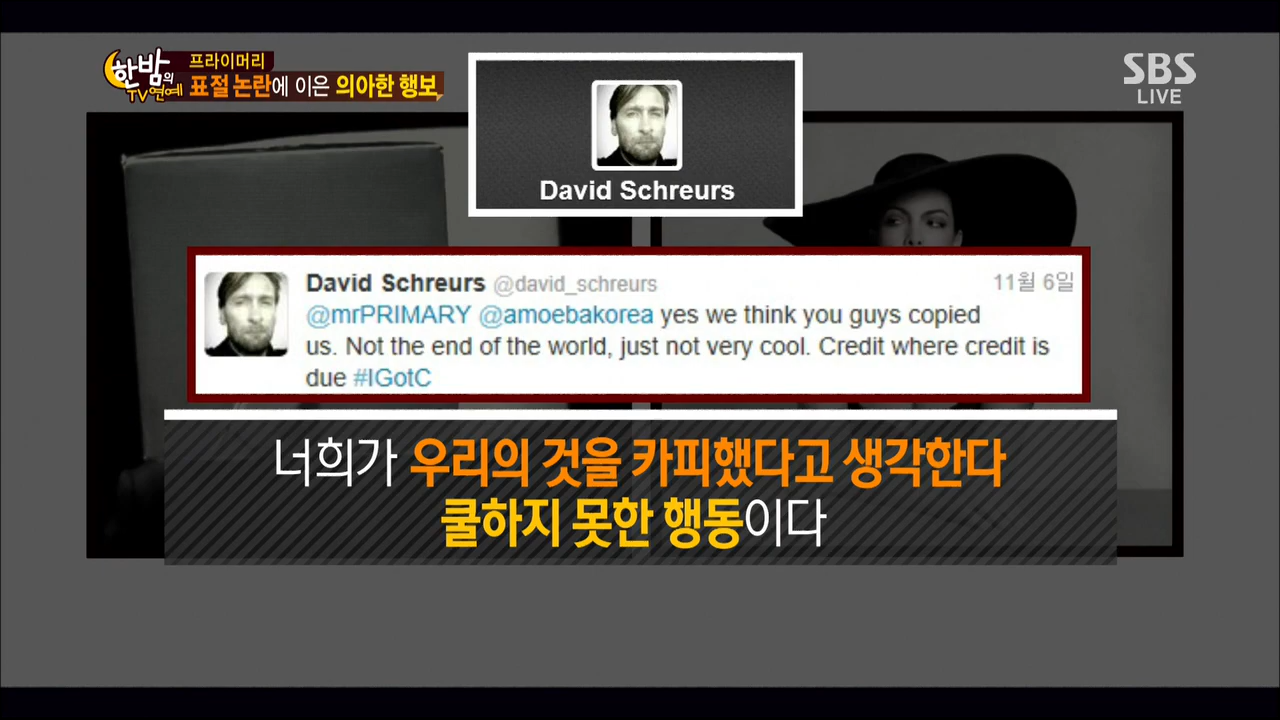 한밤의
TV연예
프라이머리
표절 논란에 이은 의아한 행보
SBS
LIVE
David Schreurs
David Schreurs @david_schreurs 11월 6일
@mrPRIMARY @amoebakorea yes we think you guys copied
us. Not the end of the world, just not very cool. Credit where credit is
due #IGotC
너희가 우리의 것을 카피했다고 생각한다
쿨하지 못한 행동이다